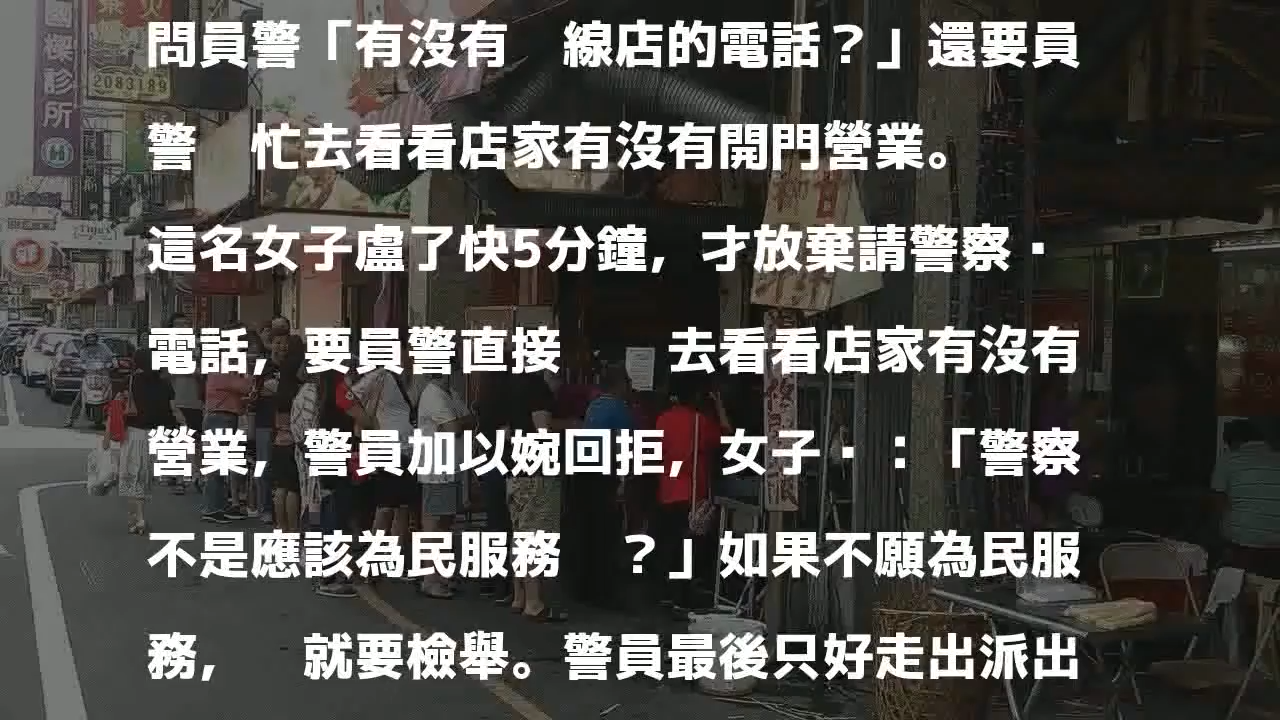 問員警「有沒有　線店的電話？」還要員
警　忙去看看店家有沒有開門營業。
這名女子盧了快5分鐘，才放棄請警察·
電話，要員警直接　　去看看店家有沒有
營業，警員加以婉回拒，女子·：「警察
不是應該為民服務　？」如果不願為民服
務，　就要檢舉。警員最後只好走出派出
診所
2083189